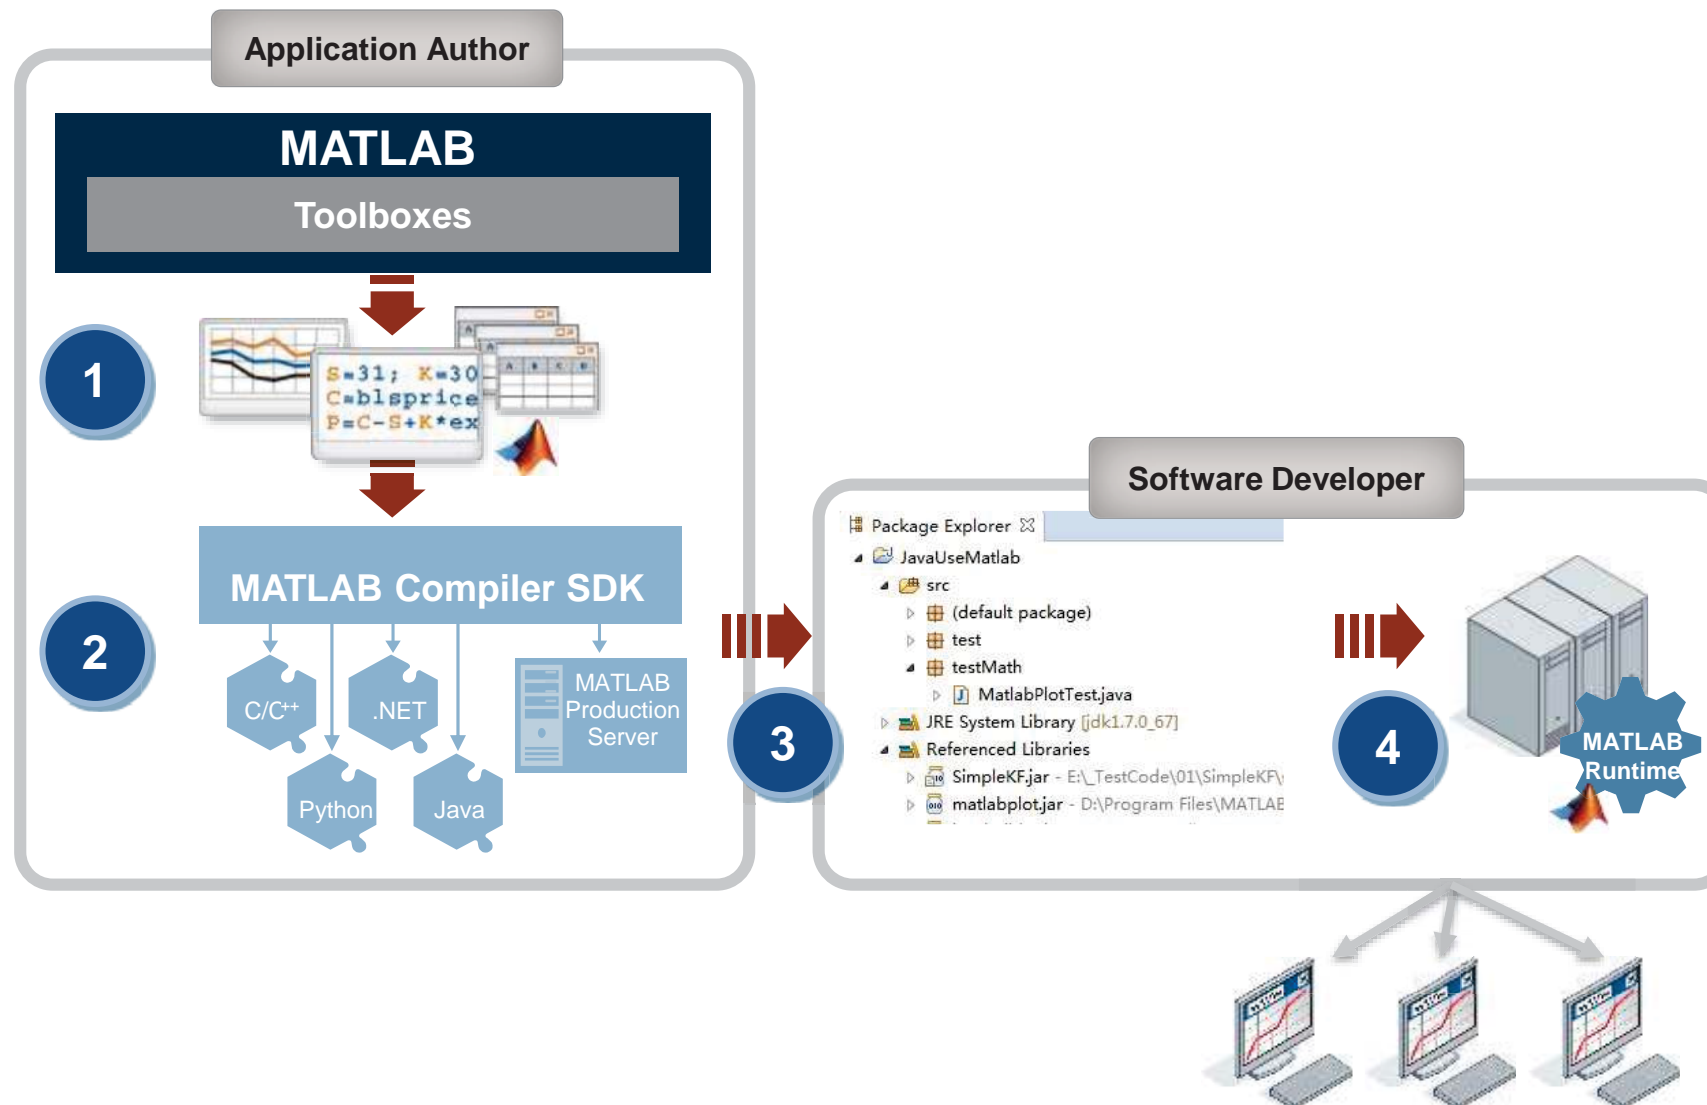 Application Author
MATLAB
Toolboxes
1
S=31; K=30
C=blsprice
P=C-S+K*ex
A B C D
2
MATLAB Compiler SDK
C/C++
.NET
Python
Java
MATLAB
Production
Server
3
Software Developer
Package Explorer
JavaUseMatlab
src
(default package)
test
testMath
MatlabPlotTest.java
JRE System Library [jdk1.7.0_67]
Referenced Libraries
SimpleKF.jar - E:\_TestCode\01\SimpleKF\
matlabplot.jar - D:\Program Files\MATLAB
4
MATLAB
Runtime